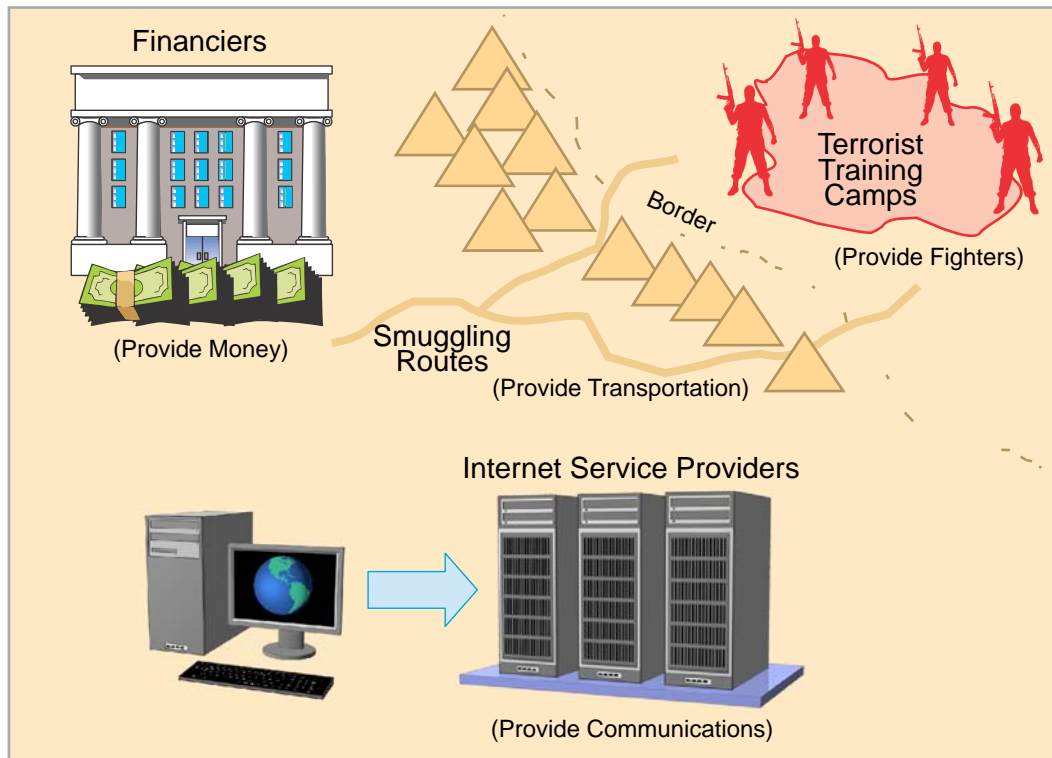 Financiers
(Provide Money)
Smuggling
Routes
(Provide Transportation)
Border
Terrorist
Training
Camps
(Provide Fighters)
Internet Service Providers
(Provide Communications)